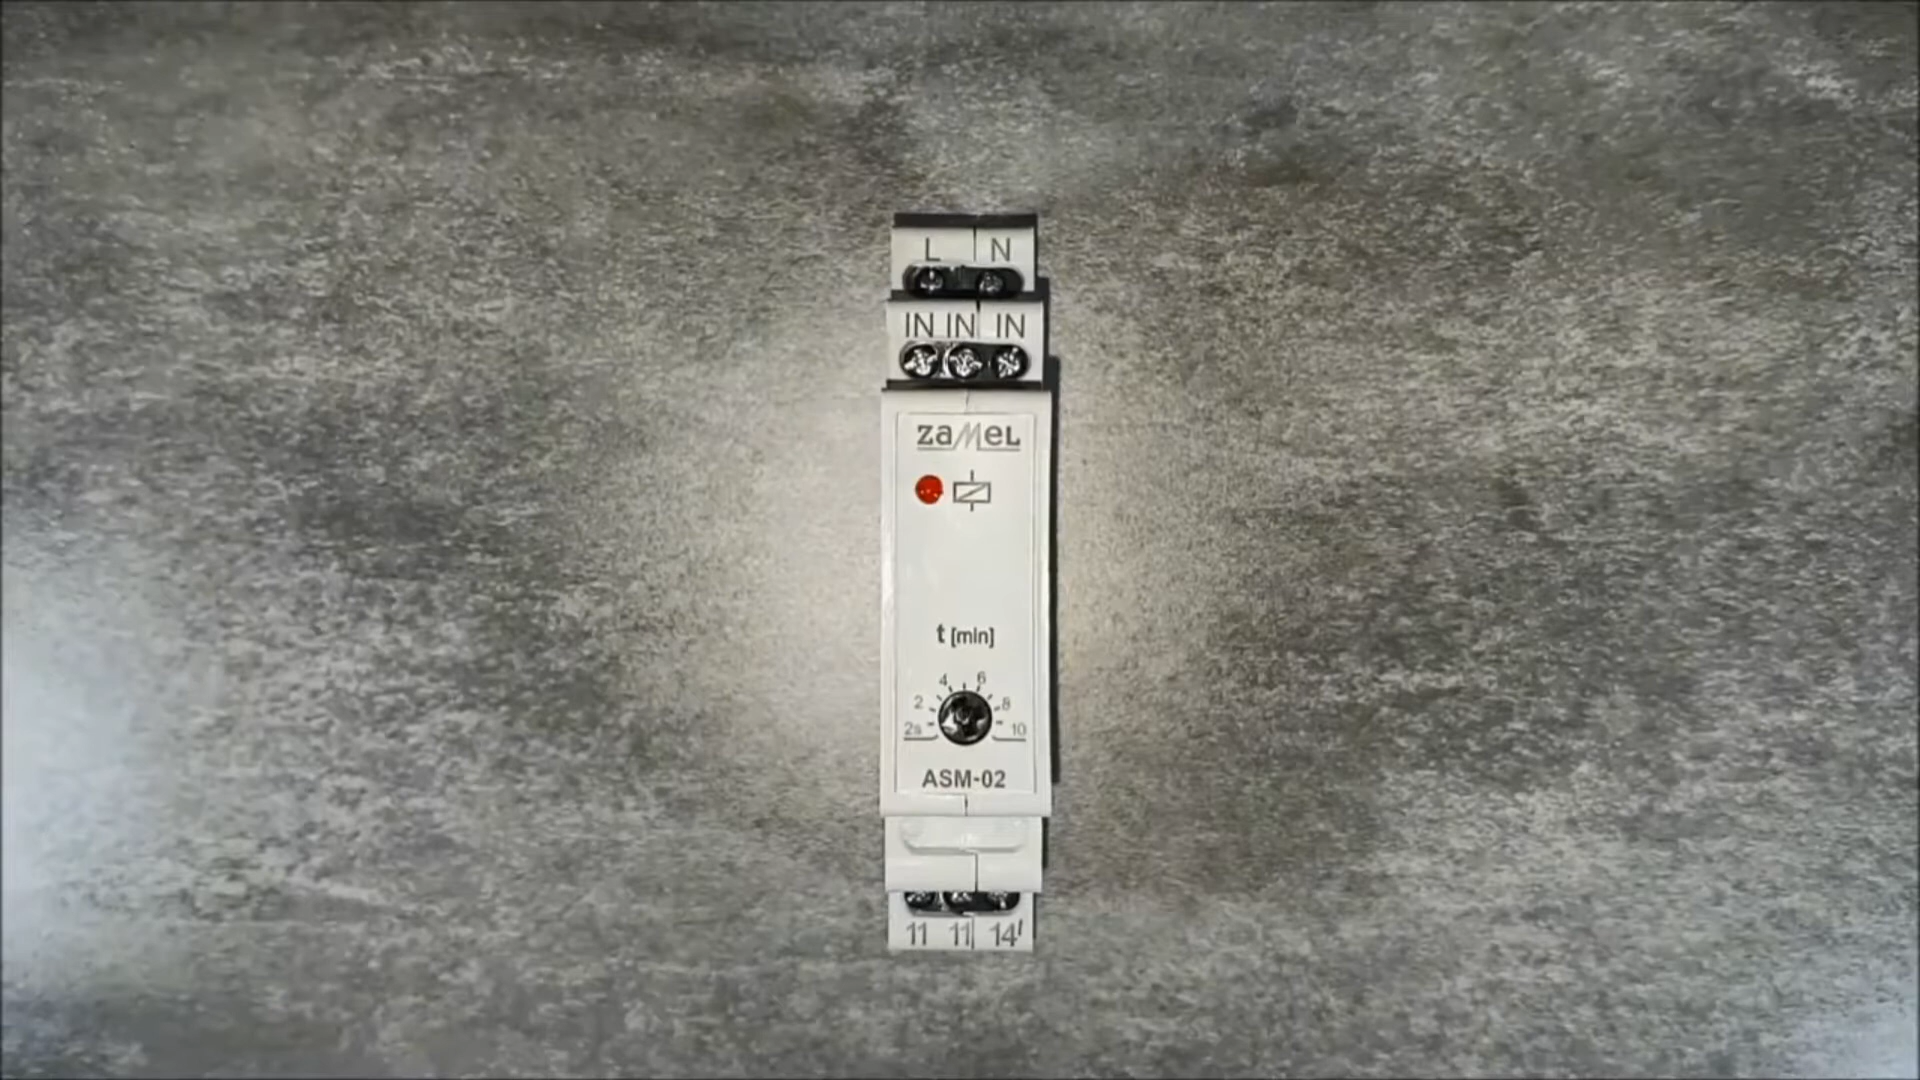 L N
IN IN IN
zaMeL
t [min]
4 6
2 8
2s 10
ASM-02
11 11 14